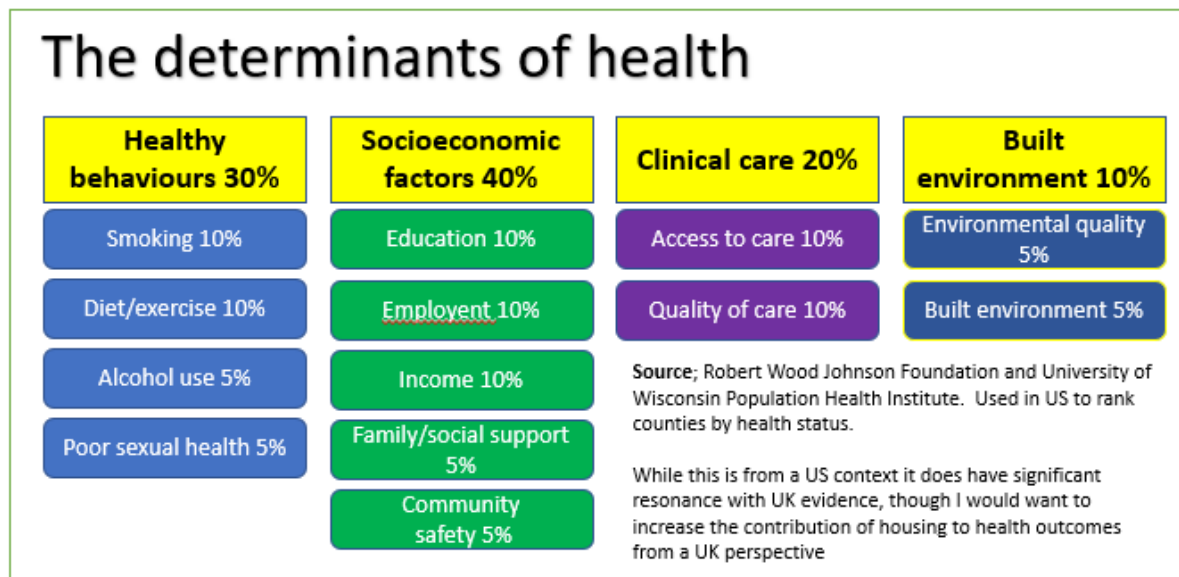 The determinants of health
Healthy
behaviours 30%
Smoking 10%
Diet/exercise 10%
Alcohol use 5%
Poor sexual health 5%
Socioeconomic
factors 40%
Education 10%
Employent 10%
Income 10%
Family/social support
5%
Community
safety 5%
Clinical care 20%
Access to care 10%
Quality of care 10%
Built
environment 10%
Environmental quality
5%
Built environment 5%
Source; Robert Wood Johnson Foundation and University of
Wisconsin Population Health Institute.  Used in US to rank
counties by health status.
While this is from a US context it does have significant
resonance with UK evidence, though I would want to
increase the contribution of housing to health outcomes
from a UK perspective